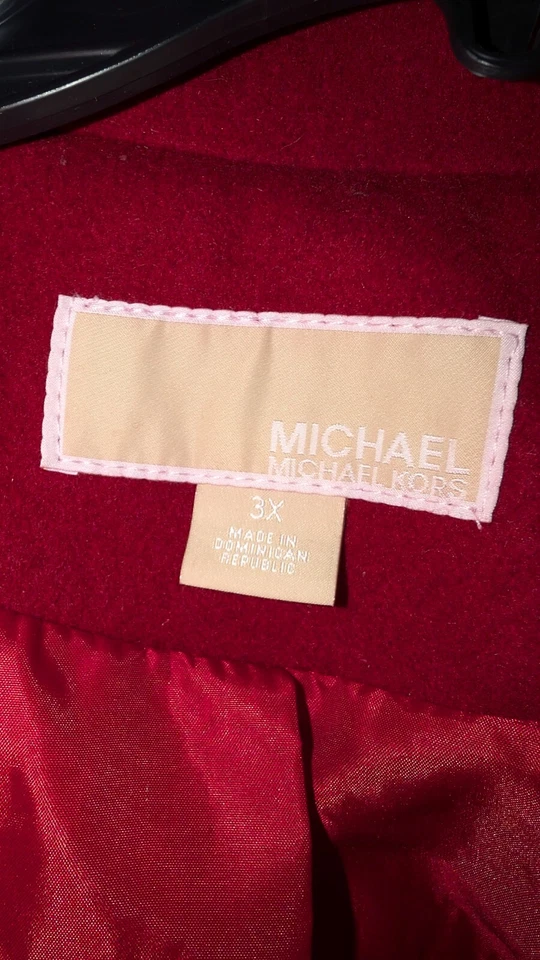 MICHAEL
MICHAEL KORS
3X
MADE IN
DOMINICAN
REPUBLIC